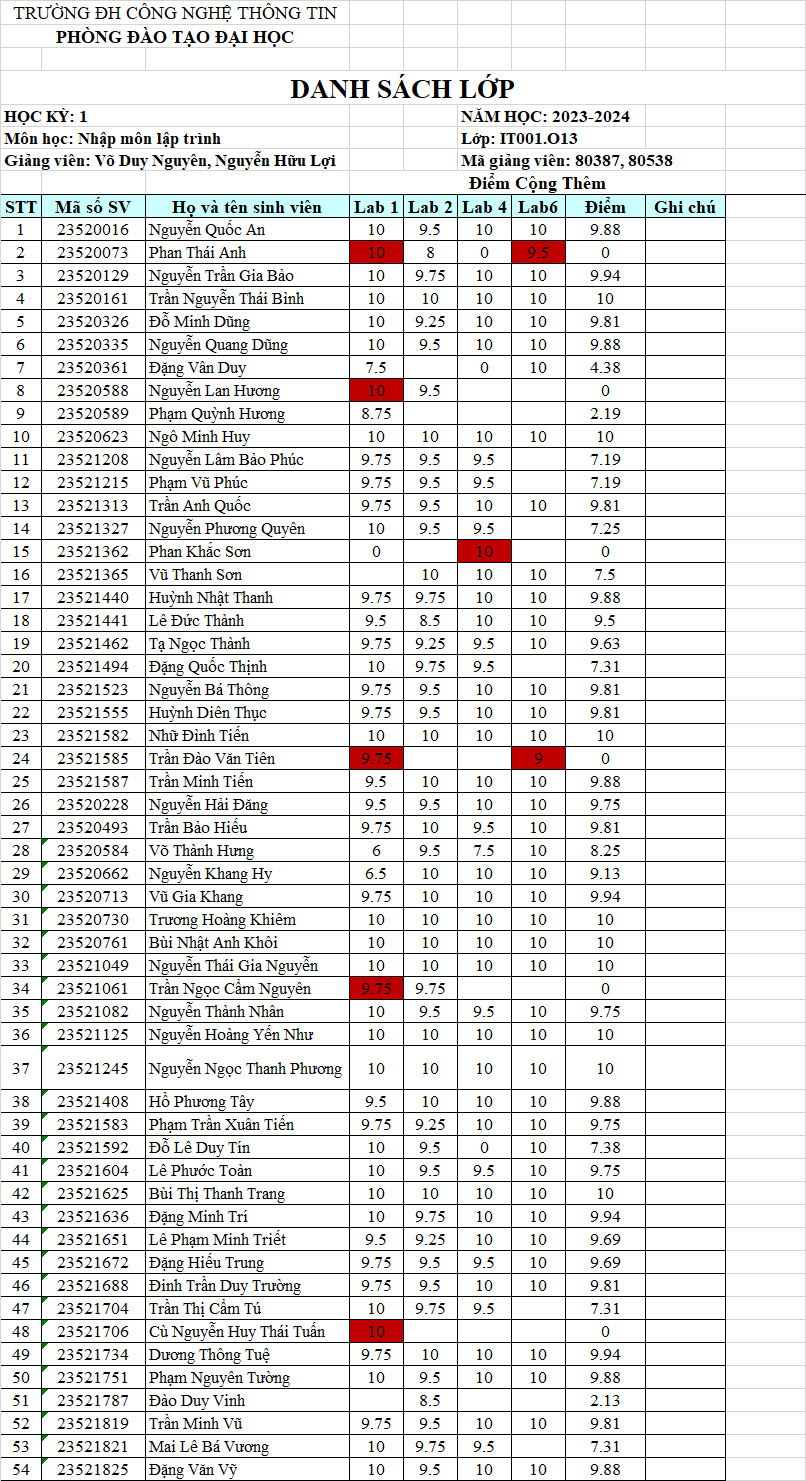 TRƯỜNG ĐH CÔNG NGHỆ THÔNG TIN
PHÒNG ĐÀO TẠO ĐẠI HỌC
DANH SÁCH LỚP
HỌC KỲ: 1 NĂM HỌC: 2023-2024
Môn học: Nhập môn lập trình Lớp: IT001.O13
Giảng viên: Võ Duy Nguyên, Nguyễn Hữu Lợi Mã giảng viên: 80387, 80538
Điểm Cộng Thêm
STT Mã số SV Họ và tên sinh viên Lab 1 Lab 2 Lab 4 Lab6 Điểm Ghi chú
1 23520016 Nguyễn Quốc An 10 9.5 10 10 9.88
2 23520073 Phan Thái Anh 10 8 0 9.5 0
3 23520129 Nguyễn Trần Gia Bảo 10 9.75 10 10 9.94
4 23520161 Trần Nguyễn Thái Bình 10 10 10 10 10
5 23520326 Đỗ Minh Dũng 10 9.25 10 10 9.81
6 23520335 Nguyễn Quang Dũng 10 9.5 10 10 9.88
7 23520361 Đặng Vân Duy 7.5 0 10 4.38
8 23520588 Nguyễn Lan Hương 10 9.5 0
9 23520589 Phạm Quỳnh Hương 8.75 2.19
10 23520623 Ngô Minh Huy 10 10 10 10 10
11 23521208 Nguyễn Lâm Bảo Phúc 9.75 9.5 9.5 7.19
12 23521215 Phạm Vũ Phúc 9.75 9.5 9.5 7.19
13 23521313 Trần Anh Quốc 9.75 9.5 10 10 9.81
14 23521327 Nguyễn Phương Quyên 10 9.5 9.5 7.25
15 23521362 Phan Khắc Sơn 0 10 0
16 23521365 Vũ Thanh Sơn 10 10 10 7.5
17 23521440 Huỳnh Nhật Thanh 9.75 9.75 10 10 9.88
18 23521441 Lê Đức Thành 9.5 8.5 10 10 9.5
19 23521462 Tạ Ngọc Thành 9.75 9.25 9.5 10 9.63
20 23521494 Đặng Quốc Thịnh 10 9.75 9.5 7.31
21 23521523 Nguyễn Bá Thông 9.75 9.5 10 10 9.81
22 23521555 Huỳnh Diên Thục 9.75 9.5 10 10 9.81
23 23521582 Nhữ Đình Tiến 10 10 10 10 10
24 23521585 Trần Đào Văn Tiên 9.75 9 0
25 23521587 Trần Minh Tiến 9.5 10 10 10 9.88
26 23520228 Nguyễn Hải Đăng 9.5 9.5 10 10 9.75
27 23520493 Trần Bảo Hiếu 9.75 10 9.5 10 9.81
28 23520584 Võ Thành Hưng 6 9.5 7.5 10 8.25
29 23520662 Nguyễn Khang Hy 6.5 10 10 10 9.13
30 23520713 Vũ Gia Khang 9.75 10 10 10 9.94
31 23520730 Trương Hoàng Khiêm 10 10 10 10 10
32 23520761 Bùi Nhật Anh Khôi 10 10 10 10 10
33 23521049 Nguyễn Thái Gia Nguyễn 10 10 10 10 10
34 23521061 Trần Ngọc Cẩm Nguyên 9.75 9.75 0
35 23521082 Nguyễn Thành Nhân 10 9.5 9.5 10 9.75
36 23521125 Nguyễn Hoàng Yến Như 10 10 10 10 10
37 23521245 Nguyễn Ngọc Thanh Phương 10 10 10 10 10
38 23521408 Hồ Phương Tây 9.5 10 10 10 9.88
39 23521583 Phạm Trần Xuân Tiến 9.75 9.25 10 10 9.75
40 23521592 Đỗ Lê Duy Tín 10 9.5 0 10 7.38
41 23521604 Lê Phước Toàn 10 9.5 9.5 10 9.75
42 23521625 Bùi Thị Thanh Trang 10 10 10 10 10
43 23521636 Đặng Minh Trí 10 9.75 10 10 9.94
44 23521651 Lê Phạm Minh Triết 9.5 9.25 10 10 9.69
45 23521672 Đặng Hiếu Trung 9.75 9.5 9.5 10 9.69
46 23521688 Đinh Trần Duy Trường 9.75 9.5 10 10 9.81
47 23521704 Trần Thị Cẩm Tú 10 9.75 9.5 7.31
48 23521706 Cù Nguyễn Huy Thái Tuấn 10 0
49 23521734 Dương Thông Tuệ 9.75 10 10 10 9.94
50 23521751 Phạm Nguyên Tường 10 9.5 10 10 9.88
51 23521787 Đào Duy Vinh 8.5 2.13
52 23521819 Trần Minh Vũ 9.75 9.5 10 10 9.81
53 23521821 Mai Lê Bá Vương 10 9.75 9.5 7.31
54 23521825 Đặng Văn Vỹ 10 9.5 10 10 9.88